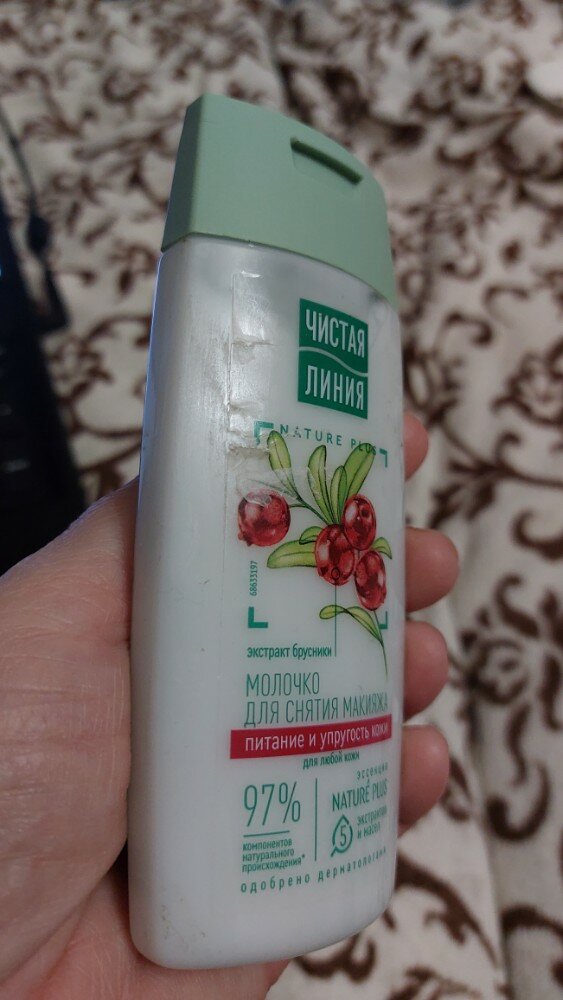 ЧИСТАЯ
ЛИНИЯ
NATURE PLUS
68633197
экстракт брусники
МОЛОЧКО
ДЛЯ СНЯТИЯ МАКИЯЖА
питание и упругость кожи
для любой кожи
97%
компонентов
натурального
происхождения*
эссенция
NATURE PLUS
5 экстрактов
и масел
одобрено дерматологами